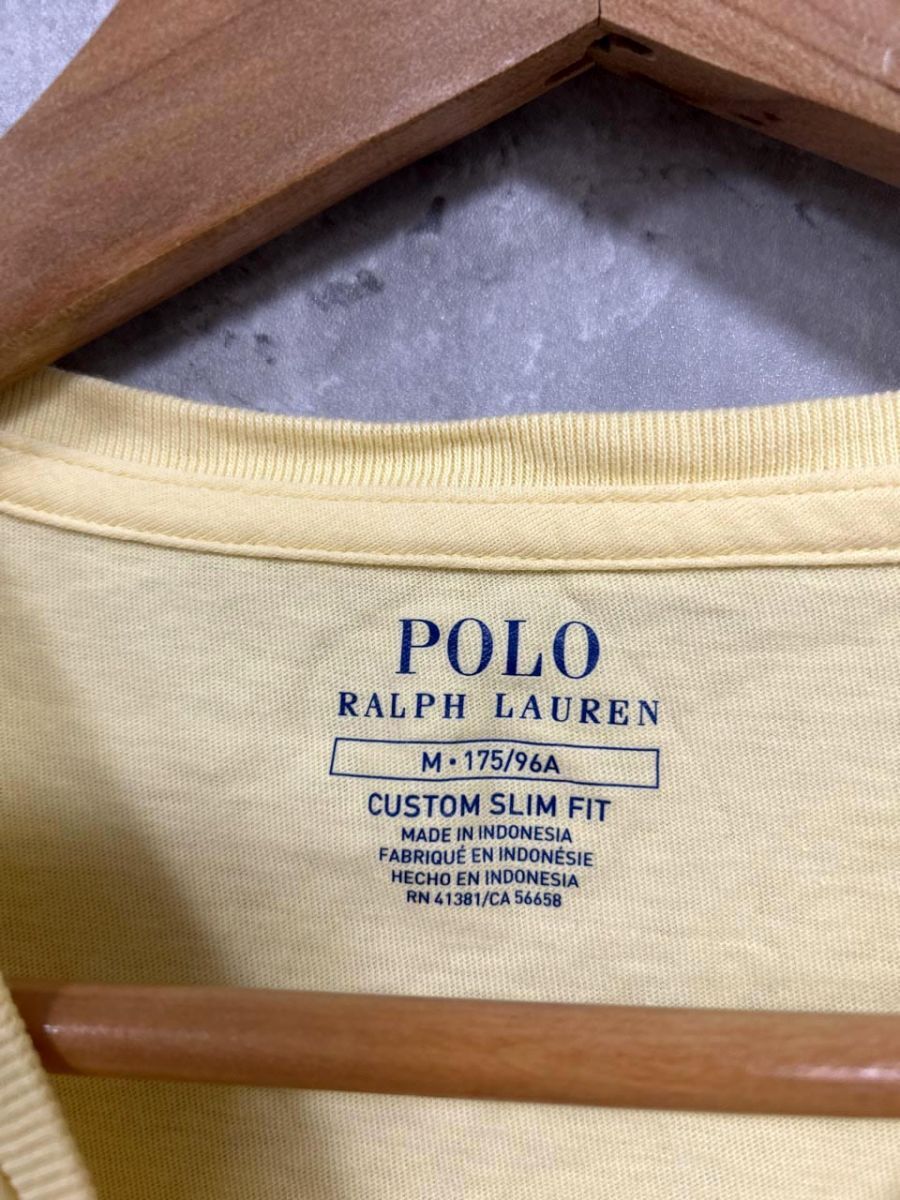 POLO
RALPH LAUREN
M • 175/96A
CUSTOM SLIM FIT
MADE IN INDONESIA
FABRIQUÉ EN INDONÉSIE
HECHO EN INDONESIA
RN 41381/CA 56658